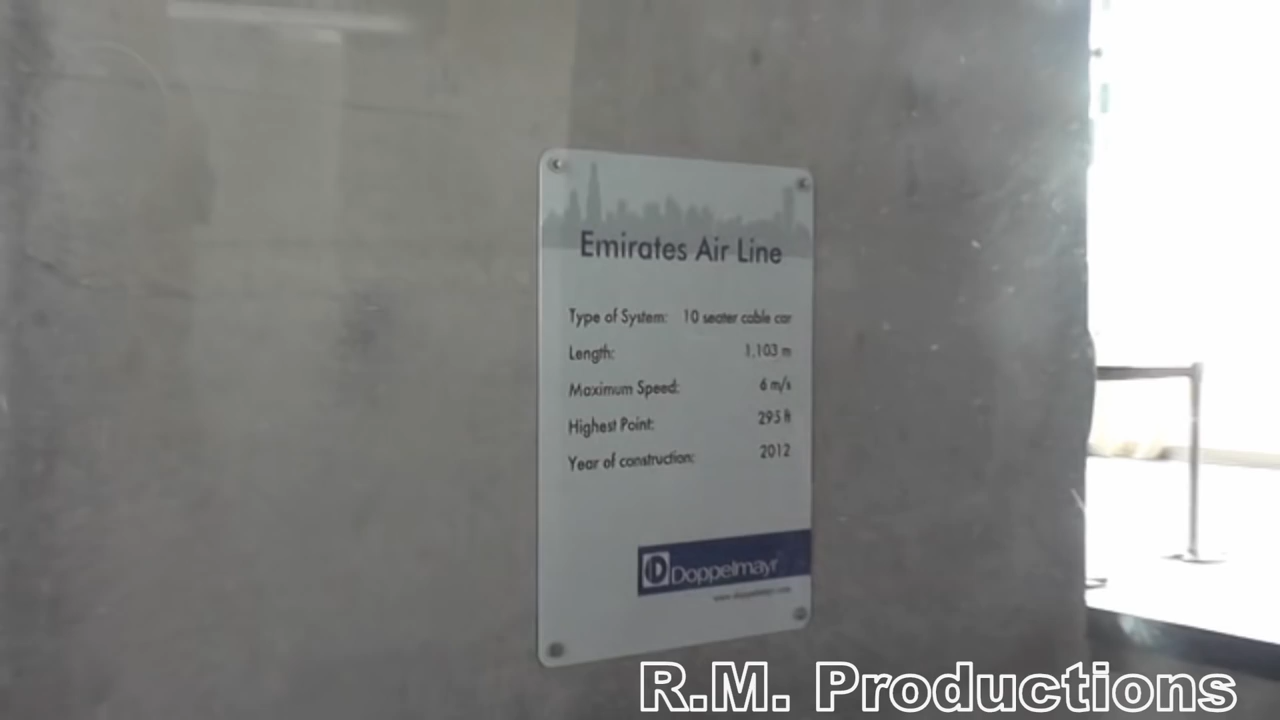 Emirates Air Line
Type of System: 10 seater cable car
Length: 1,103 m
Maximum Speed: 6 m/s
Highest Point: 295 ft
Year of construction: 2012
Doppelmayr
www.doppelmayr.com
R.M. Productions